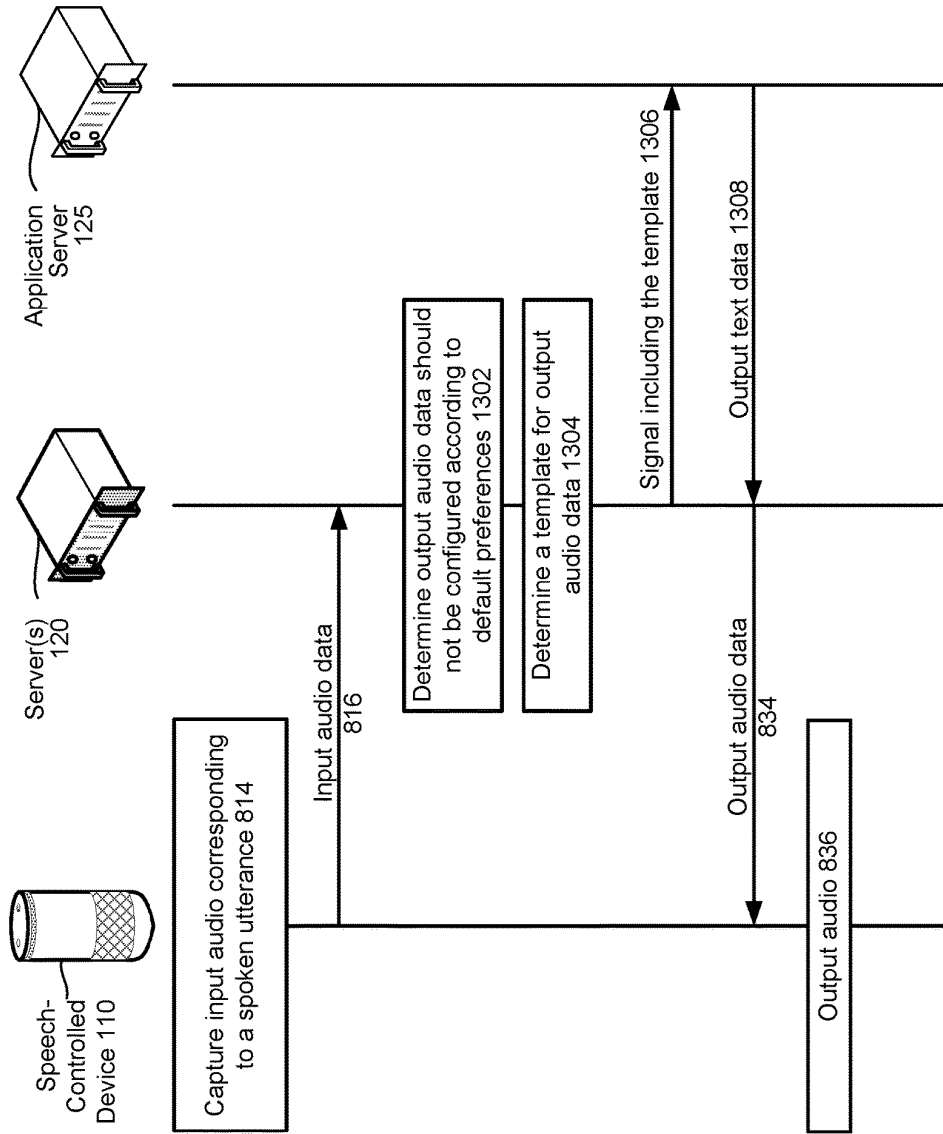 Speech-
Controlled
Device 110
Server(s)
120
Application
Server
125
Capture input audio corresponding
to a spoken utterance 814
Input audio data
816
Determine output audio data should
not be configured according to
default preferences 1302
Determine a template for output
audio data 1304
Signal including the template 1306
Output text data 1308
Output audio data
834
Output audio 836